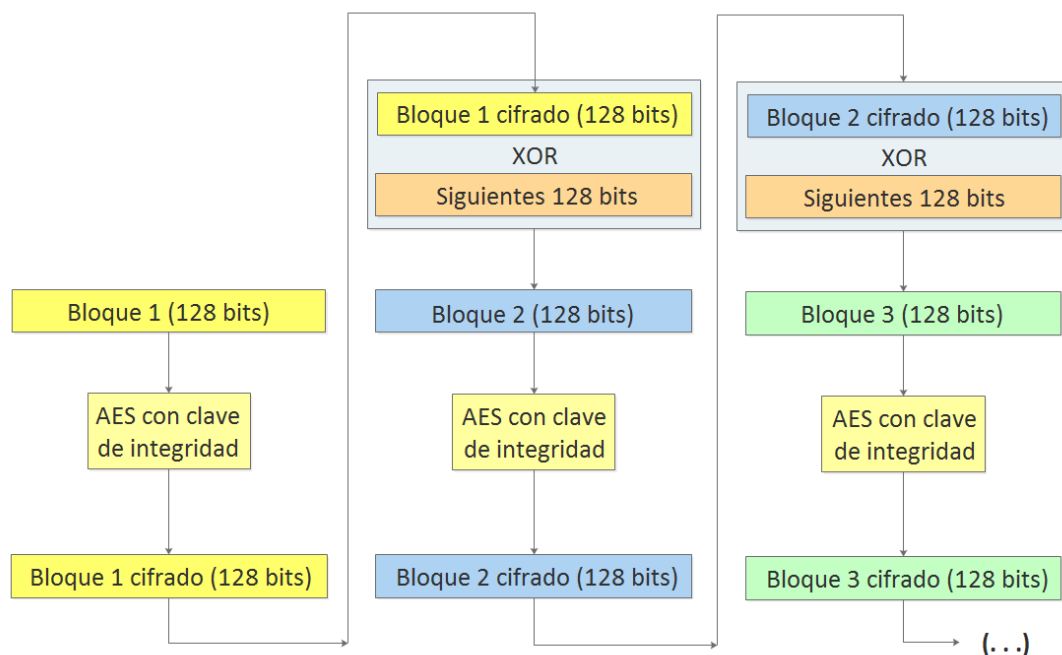 Bloque 1 (128 bits)
AES con clave
de integridad
Bloque 1 cifrado (128 bits)
Bloque 1 cifrado (128 bits)
XOR
Siguientes 128 bits
Bloque 2 (128 bits)
AES con clave
de integridad
Bloque 2 cifrado (128 bits)
Bloque 2 cifrado (128 bits)
XOR
Siguientes 128 bits
Bloque 3 (128 bits)
AES con clave
de integridad
Bloque 3 cifrado (128 bits)
(. . .)